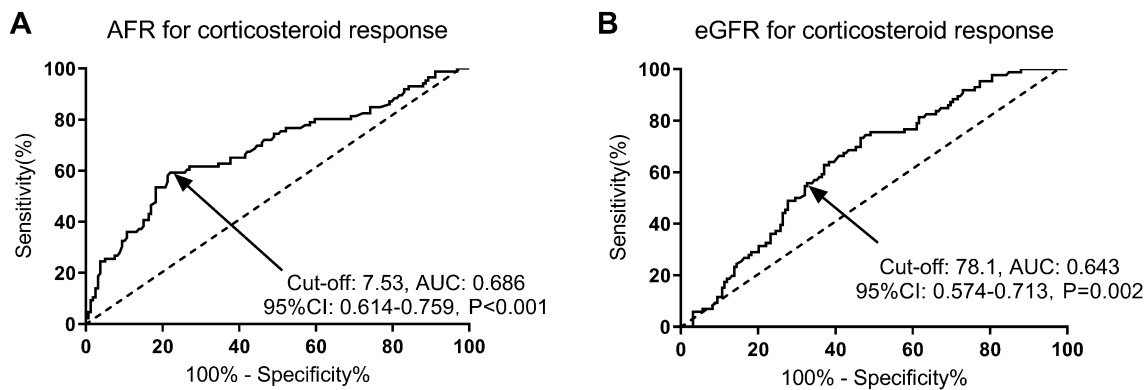 A
AFR for corticosteroid response
100
80
60
40
20
0
Sensitivity(%)
0 20 40 60 80 100
100% - Specificity%
Cut-off: 7.53, AUC: 0.686
95%CI: 0.614-0.759, P<0.001
B
eGFR for corticosteroid response
100
80
60
40
20
0
Sensitivity(%)
0 20 40 60 80 100
100% - Specificity%
Cut-off: 78.1, AUC: 0.643
95%CI: 0.574-0.713, P=0.002